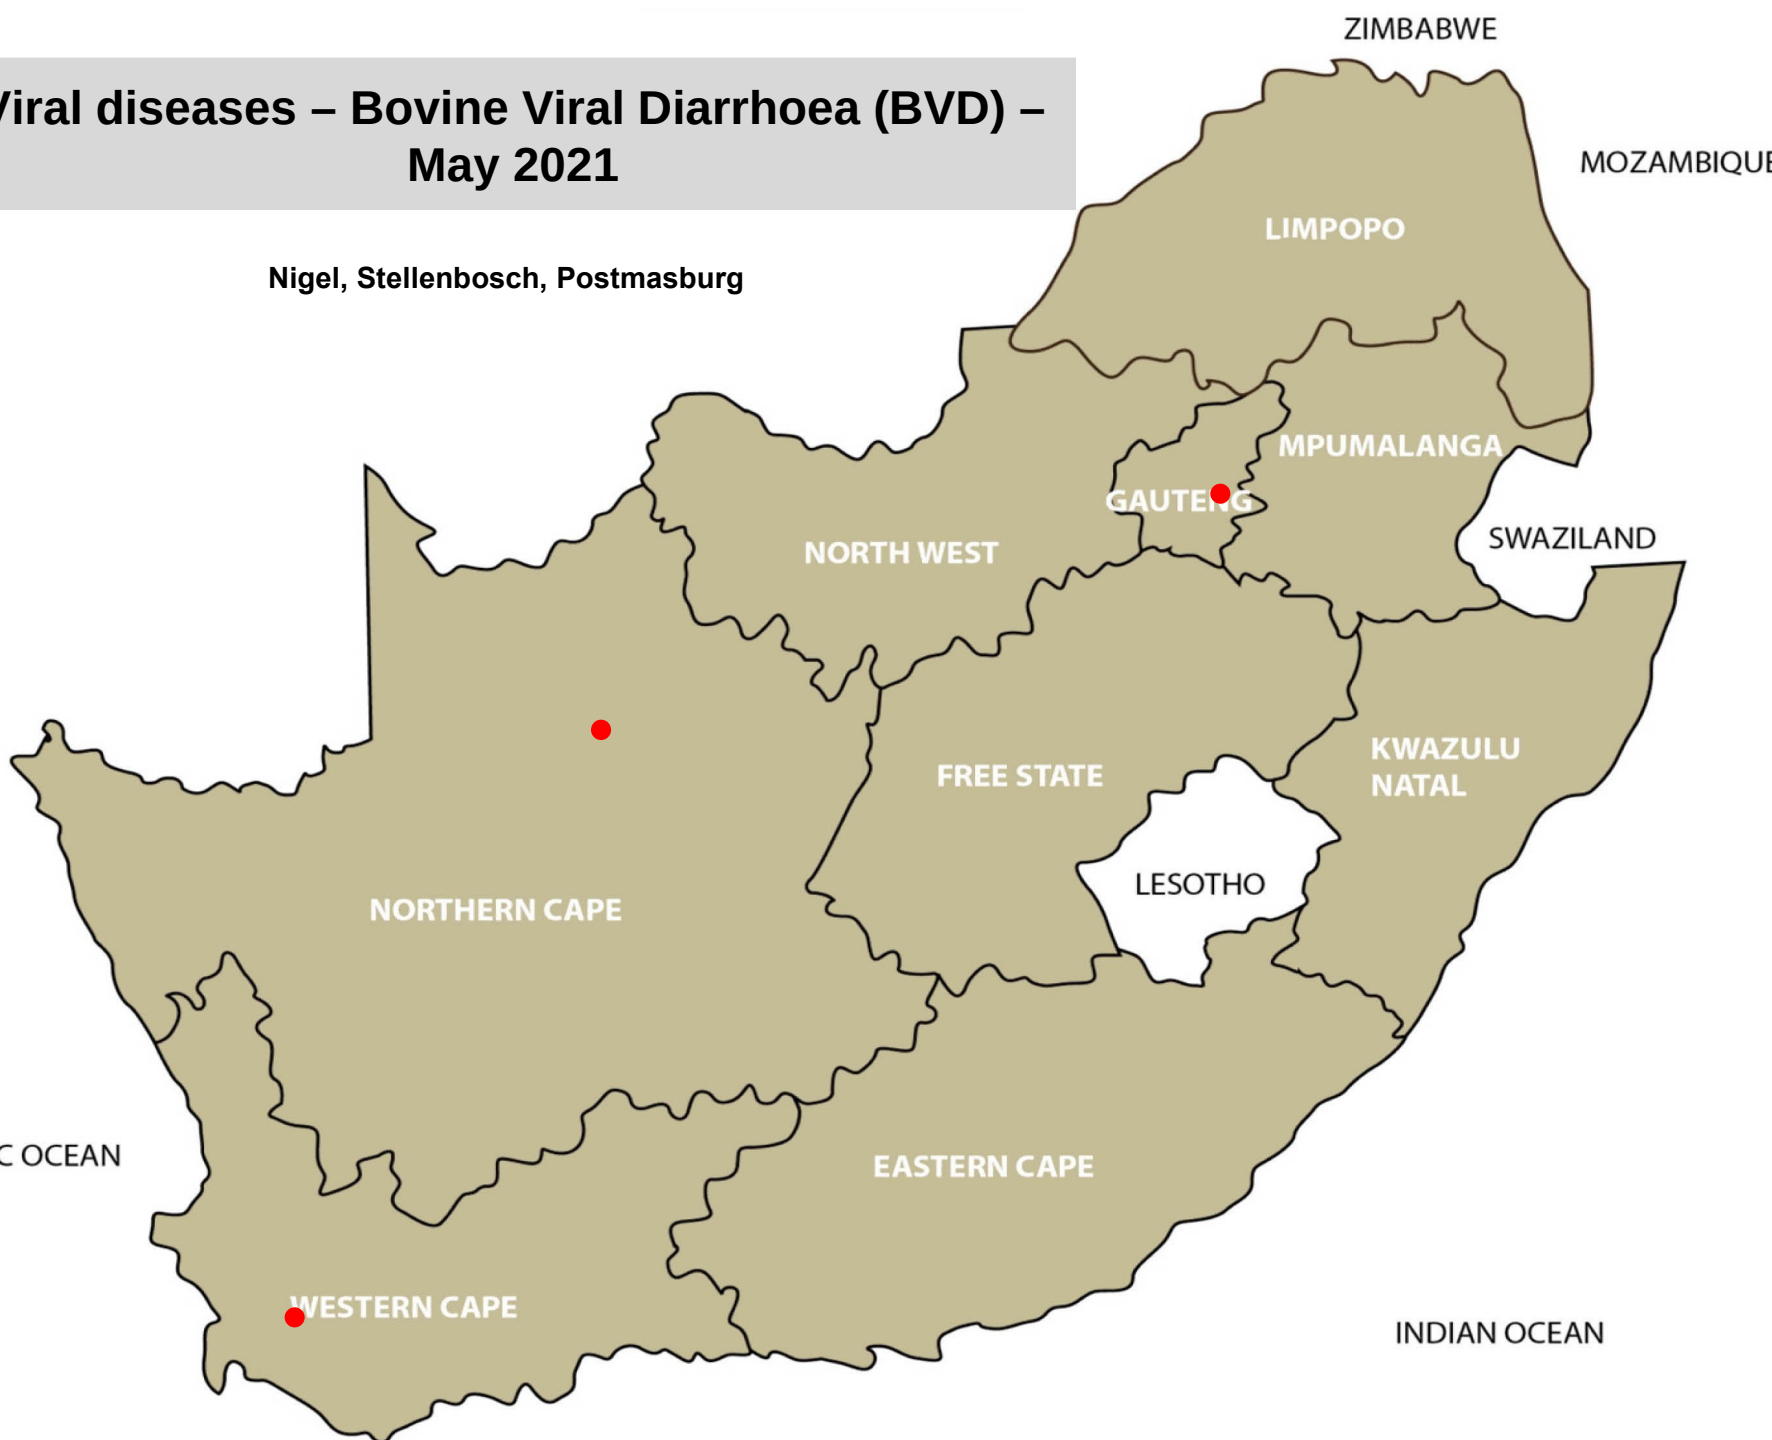 Viral diseases – Bovine Viral Diarrhoea (BVD) –
May 2021
Nigel, Stellenbosch, Postmasburg
ZIMBABWE
MOZAMBIQUE
LIMPOPO
MPUMALANGA
GAUTENG
SWAZILAND
NORTH WEST
KWAZULU
NATAL
FREE STATE
LESOTHO
NORTHERN CAPE
C OCEAN
EASTERN CAPE
WESTERN CAPE
INDIAN OCEAN